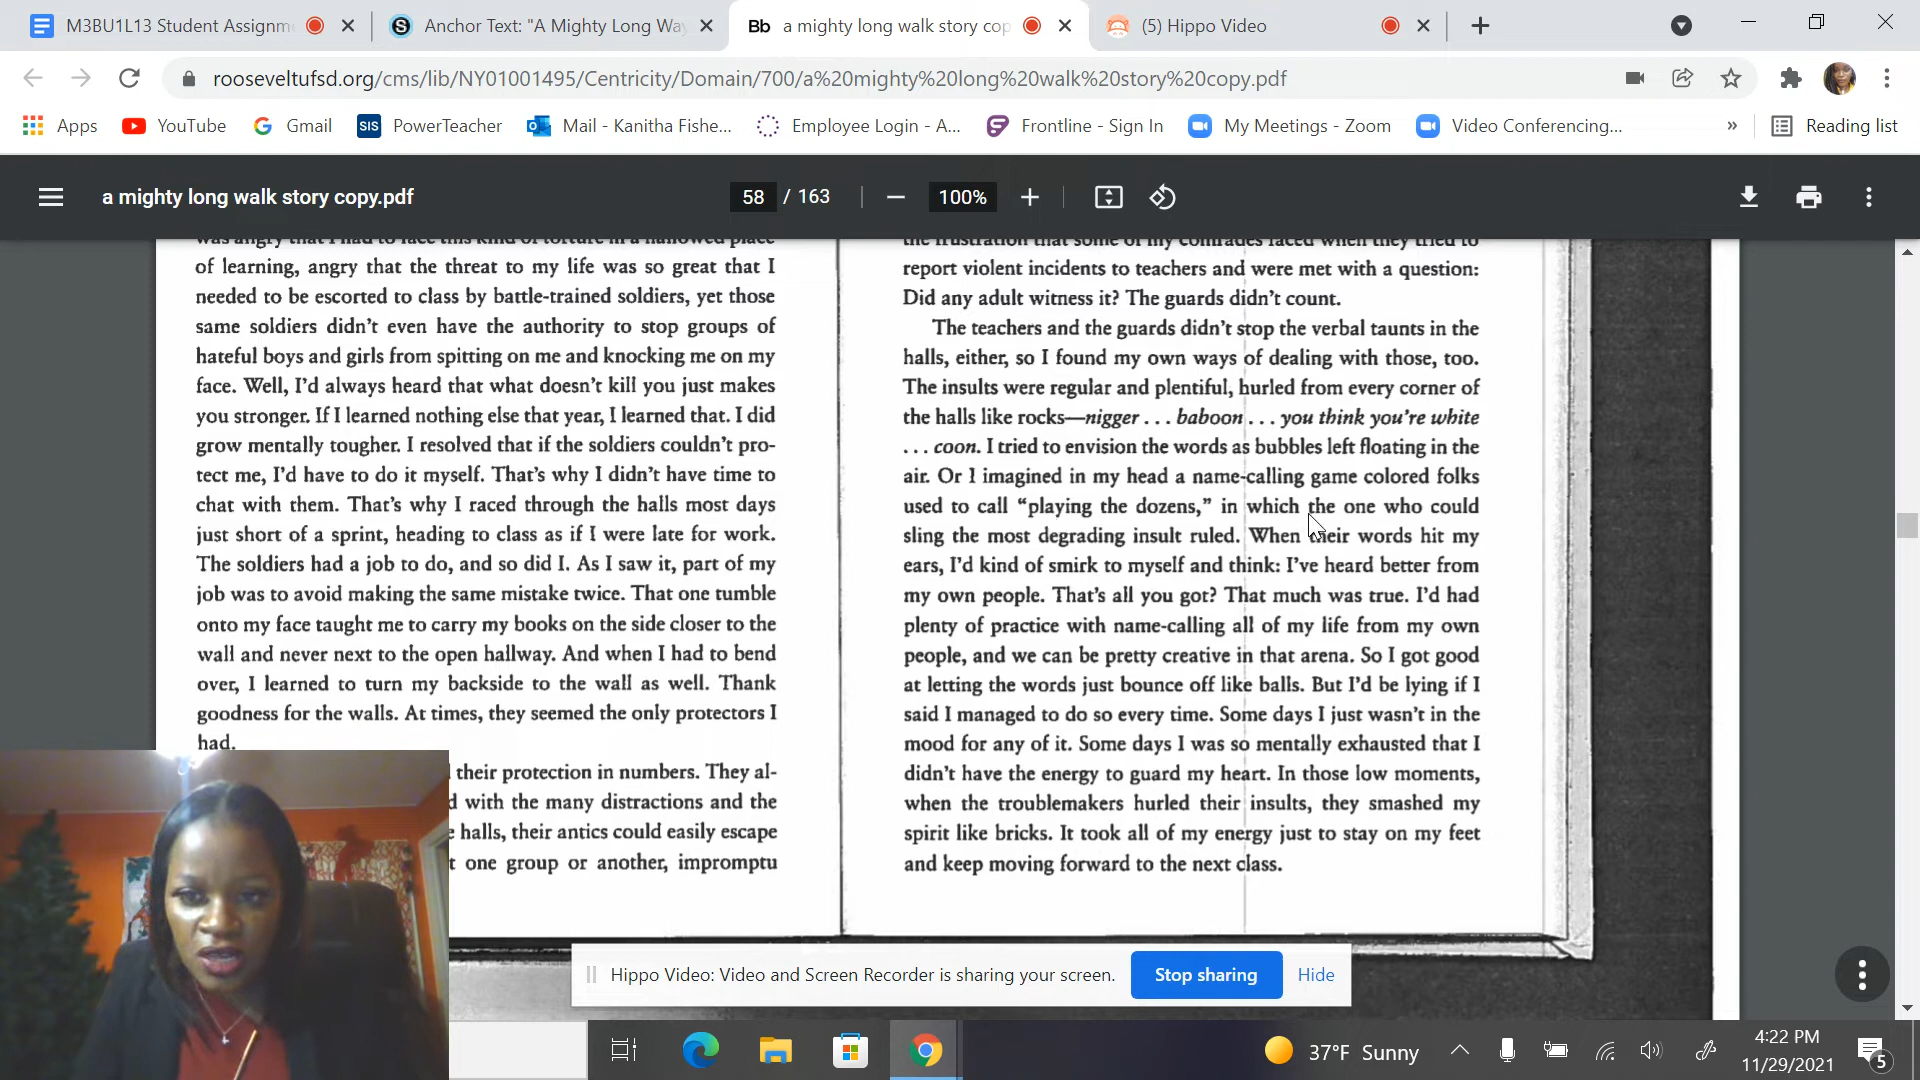 M3BU1L13 Student Assignm
Anchor Text: "A Mighty Long Wa
Bb a mighty long walk story cop
(5) Hippo Video
rooseveltufsd.org/cms/lib/NY01001495/Centricity/Domain/700/a%20mighty%20long%20walk%20story%20copy.pdf
Apps YouTube Gmail SIS PowerTeacher Mail - Kanitha Fishe... Employee Login - A... Frontline - Sign In My Meetings - Zoom Video Conferencing... » Reading list
a mighty long walk story copy.pdf 58 / 163 100%
was angry that I had to face this kind of torture in a hallowed place
of learning, angry that the threat to my life was so great that I
needed to be escorted to class by battle-trained soldiers, yet those
same soldiers didn't even have the authority to stop groups of
hateful boys and girls from spitting on me and knocking me on my
face. Well, I'd always heard that what doesn't kill you just makes
you stronger. If I learned nothing else that year, I learned that. I did
grow mentally tougher. I resolved that if the soldiers couldn't pro-
tect me, I'd have to do it myself. That's why I didn't have time to
chat with them. That's why I raced through the halls most days
just short of a sprint, heading to class as if I were late for work.
The soldiers had a job to do, and so did I. As I saw it, part of my
job was to avoid making the same mistake twice. That one tumble
onto my face taught me to carry my books on the side closer to the
wall and never next to the open hallway. And when I had to bend
over, I learned to turn my backside to the wall as well. Thank
goodness for the walls. At times, they seemed the only protectors I
had.
their protection in numbers. They al-
d with the many distractions and the
e halls, their antics could easily escape
t one group or another, impromptu
the frustration that some of my comrades faced when they tried to
report violent incidents to teachers and were met with a question:
Did any adult witness it? The guards didn't count.
The teachers and the guards didn't stop the verbal taunts in the
halls, either, so I found my own ways of dealing with those, too.
The insults were regular and plentiful, hurled from every corner of
the halls like rocks—nigger . . . baboon . . . you think you're white
. . . coon. I tried to envision the words as bubbles left floating in the
air. Or I imagined in my head a name-calling game colored folks
used to call "playing the dozens," in which the one who could
sling the most degrading insult ruled. When their words hit my
ears, I'd kind of smirk to myself and think: I've heard better from
my own people. That's all you got? That much was true. I'd had
plenty of practice with name-calling all of my life from my own
people, and we can be pretty creative in that arena. So I got good
at letting the words just bounce off like balls. But I'd be lying if I
said I managed to do so every time. Some days I just wasn't in the
mood for any of it. Some days I was so mentally exhausted that I
didn't have the energy to guard my heart. In those low moments,
when the troublemakers hurled their insults, they smashed my
spirit like bricks. It took all of my energy just to stay on my feet
and keep moving forward to the next class.
Hippo Video: Video and Screen Recorder is sharing your screen. Stop sharing Hide
37°F Sunny
4:22 PM
11/29/2021
5